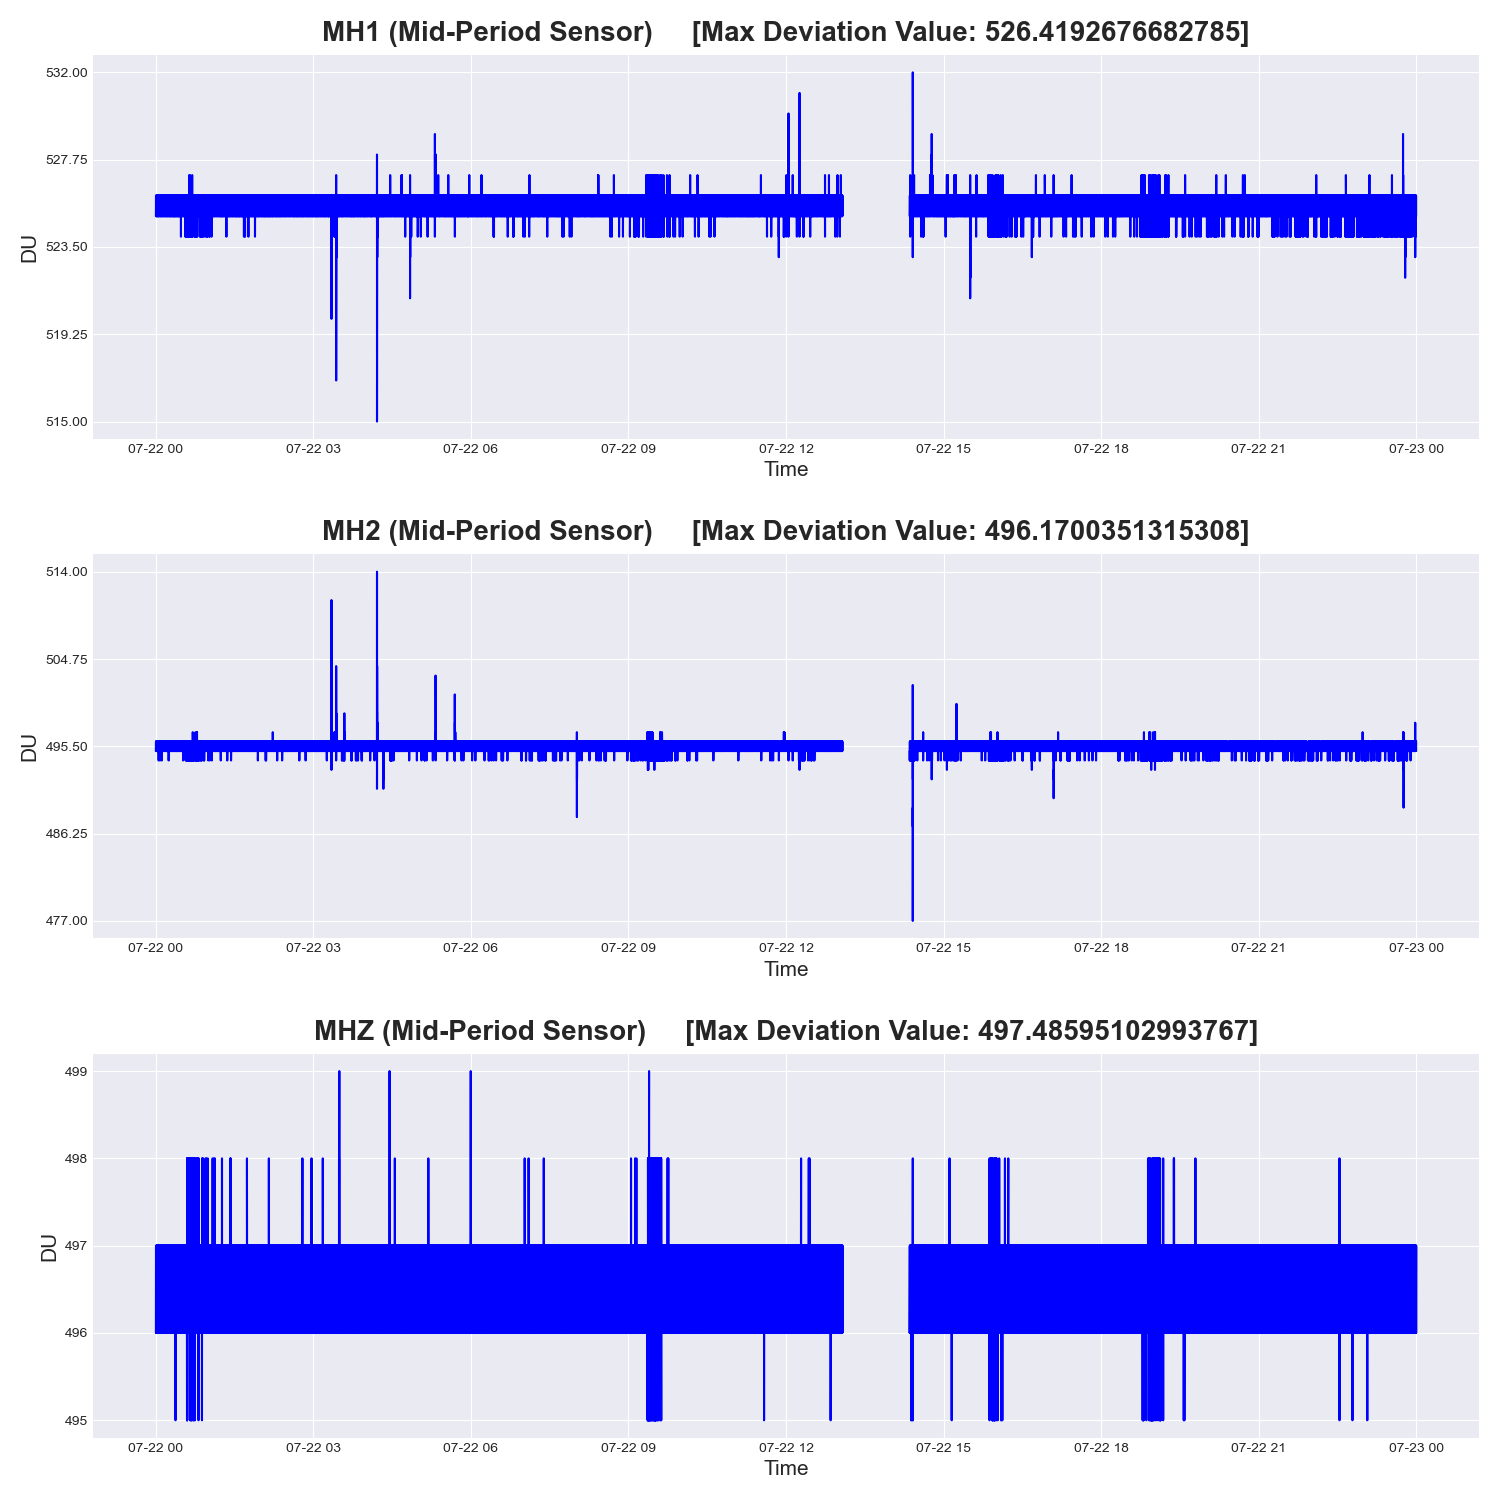 MH1 (Mid-Period Sensor) [Max Deviation Value: 526.4192676682785]
532.00
527.75
523.50
519.25
515.00
DU
07-22 00 07-22 03 07-22 06 07-22 09 07-22 12 07-22 15 07-22 18 07-22 21 07-23 00
Time
MH2 (Mid-Period Sensor) [Max Deviation Value: 496.1700351315308]
514.00
504.75
495.50
486.25
477.00
DU
07-22 00 07-22 03 07-22 06 07-22 09 07-22 12 07-22 15 07-22 18 07-22 21 07-23 00
Time
MHZ (Mid-Period Sensor) [Max Deviation Value: 497.48595102993767]
499
498
497
496
495
DU
07-22 00 07-22 03 07-22 06 07-22 09 07-22 12 07-22 15 07-22 18 07-22 21 07-23 00
Time